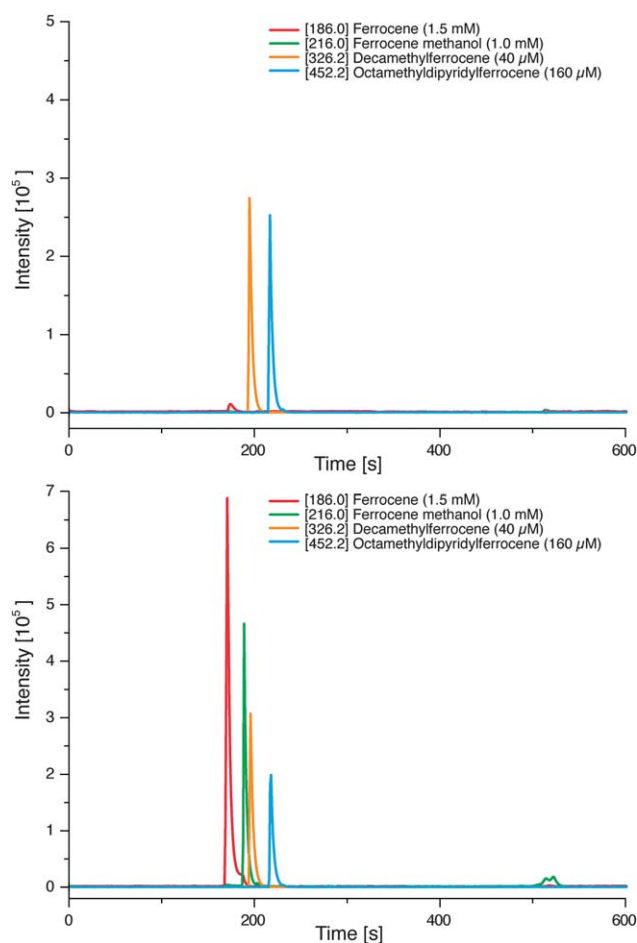 5
4
3
2
1
0
Intensity [10⁵]
[186.0] Ferrocene (1.5 mM)
[216.0] Ferrocene methanol (1.0 mM)
[326.2] Decamethylferrocene (40 µM)
[452.2] Octamethyldipyridylferrocene (160 µM)
0 200 400 600
Time [s]
7
6
5
4
3
2
1
0
Intensity [10⁵]
[186.0] Ferrocene (1.5 mM)
[216.0] Ferrocene methanol (1.0 mM)
[326.2] Decamethylferrocene (40 µM)
[452.2] Octamethyldipyridylferrocene (160 µM)
0 200 400 600
Time [s]